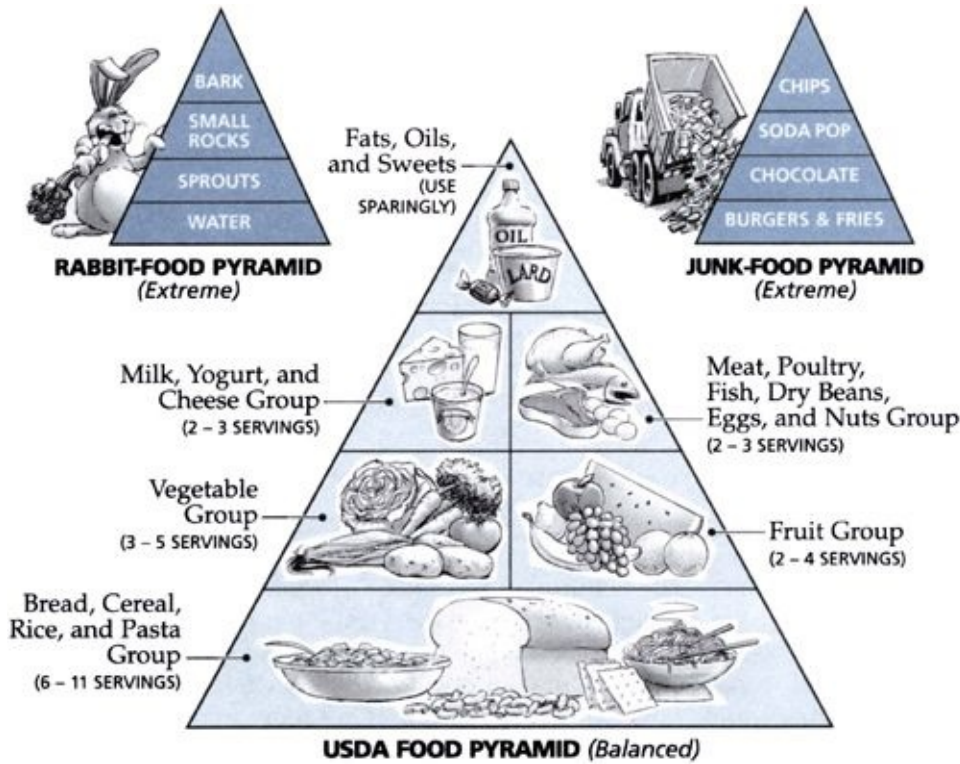 BARK
SMALL
ROCKS
SPROUTS
WATER
RABBIT-FOOD PYRAMID
(Extreme)
CHIPS
SODA POP
CHOCOLATE
BURGERS & FRIES
JUNK-FOOD PYRAMID
(Extreme)
Fats, Oils,
and Sweets
(USE
SPARINGLY)
OIL
LARD
Milk, Yogurt, and
Cheese Group
(2 – 3 SERVINGS)
Meat, Poultry,
Fish, Dry Beans,
Eggs, and Nuts Group
(2 – 3 SERVINGS)
Vegetable
Group
(3 – 5 SERVINGS)
Fruit Group
(2 – 4 SERVINGS)
Bread, Cereal,
Rice, and Pasta
Group
(6 – 11 SERVINGS)
USDA FOOD PYRAMID (Balanced)